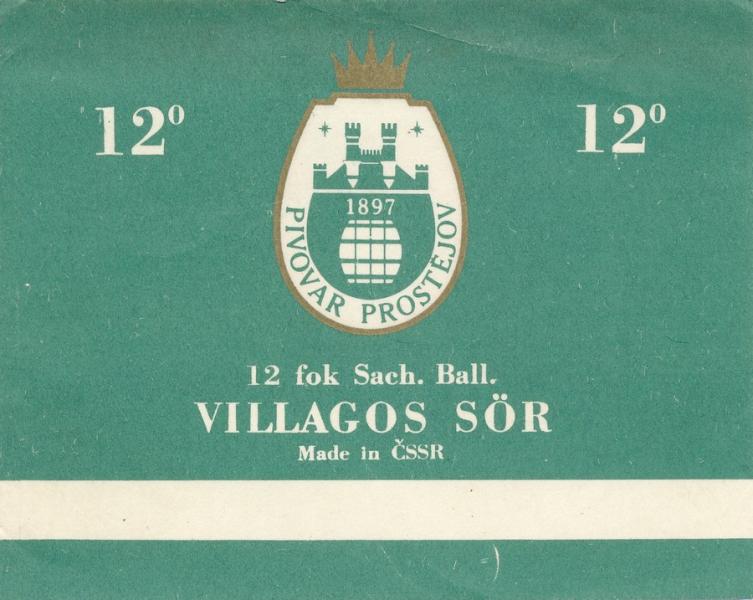 12°
12°
1897
PIVOVAR PROSTĚJOV
12 fok Sach. Ball.
VILLAGOS SÖR
Made in ČSSR